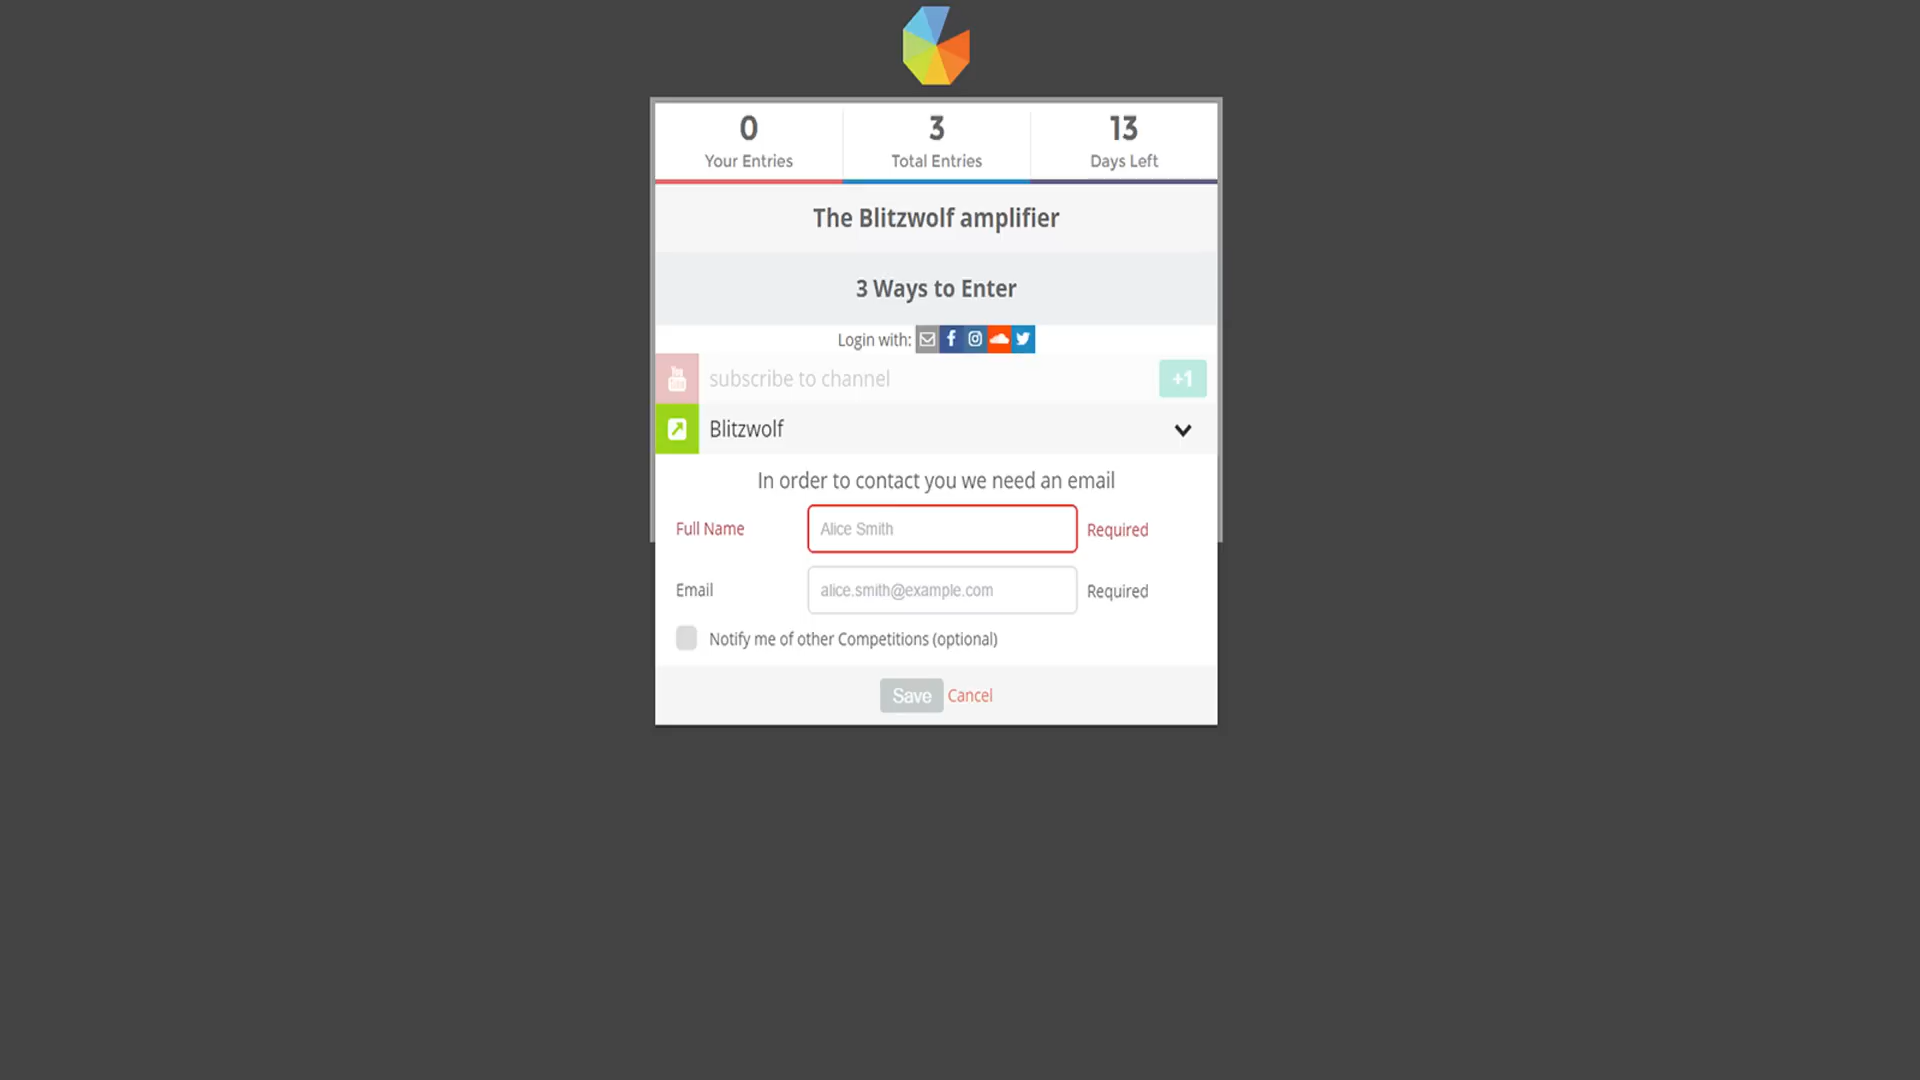 0
Your Entries
3
Total Entries
13
Days Left
The Blitzwolf amplifier
3 Ways to Enter
Login with:
subscribe to channel
+1
Blitzwolf
In order to contact you we need an email
Full Name
Alice Smith
Required
Email
alice.smith@example.com
Required
Notify me of other Competitions (optional)
Save
Cancel